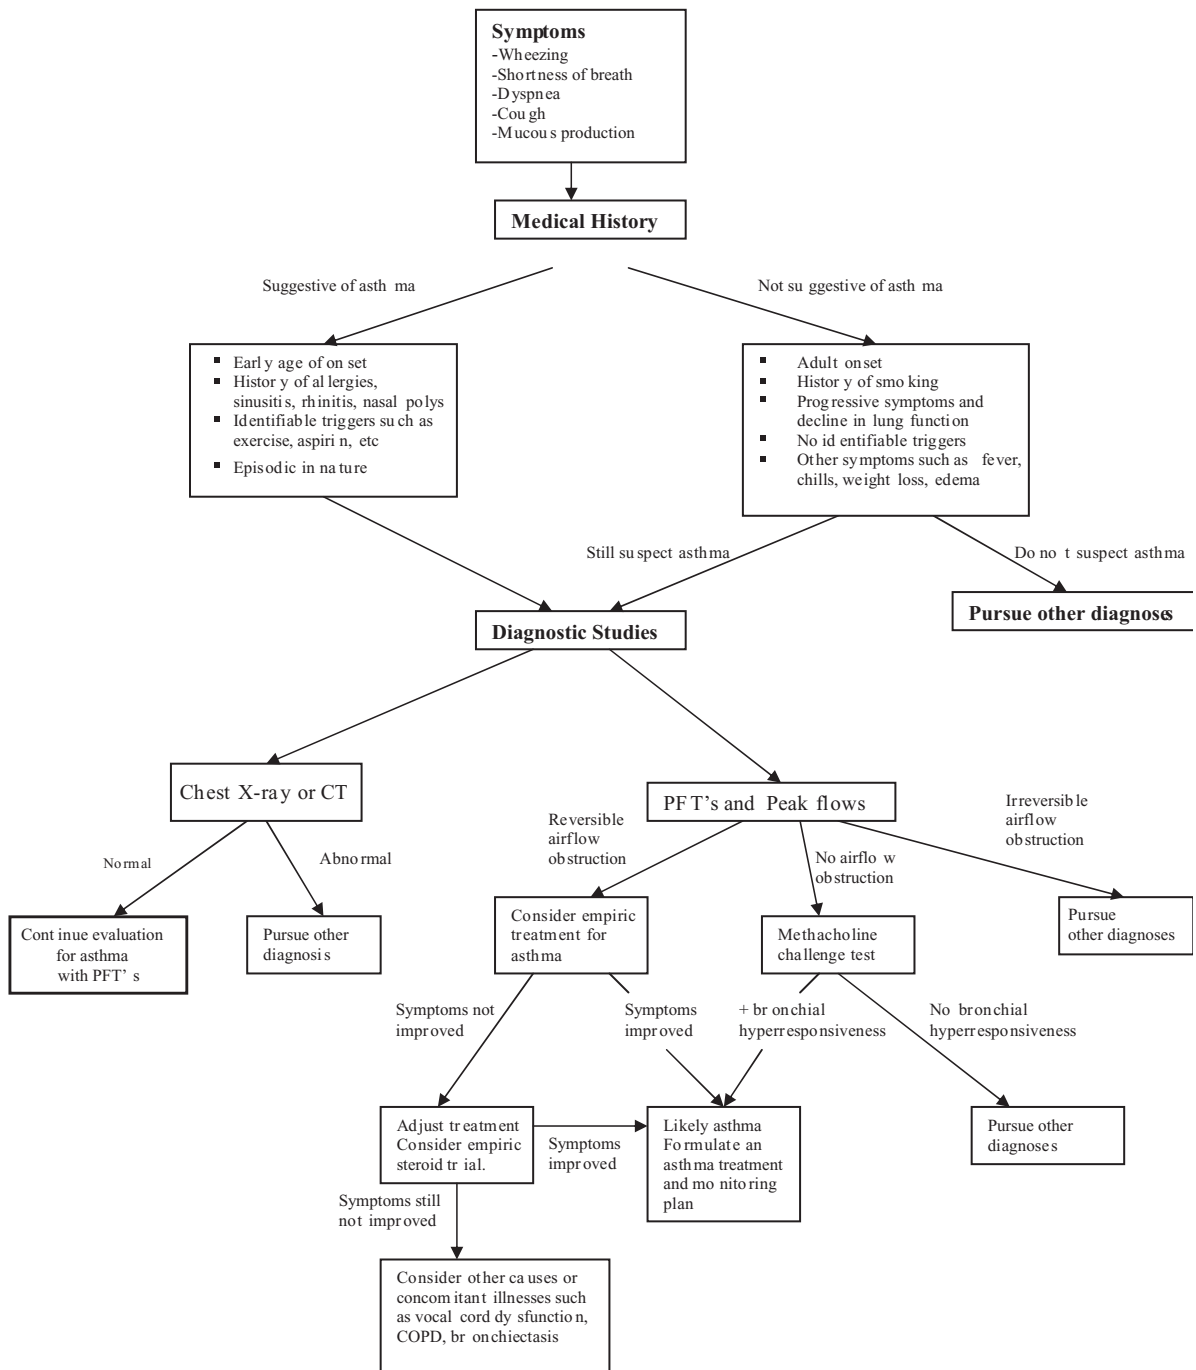 Symptoms
-Wheezing
-Shortness of breath
-Dyspnea
-Cough
-Mucous production
Medical History
Suggestive of asthma
Not suggestive of asthma
▪ Early age of onset
▪ History of allergies,
sinusitis, rhinitis, nasal polys
▪ Identifiable triggers such as
exercise, aspirin, etc
▪ Episodic in nature
▪ Adult onset
▪ History of smoking
▪ Progressive symptoms and
decline in lung function
▪ No identifiable triggers
▪ Other symptoms such as fever,
chills, weight loss, edema
Still suspect asthma
Do not suspect asthma
Diagnostic Studies
Pursue other diagnoses
Chest X-ray or CT
PFT's and Peak flows
Normal
Abnormal
Reversible
airflow
obstruction
No airflow
obstruction
Irreversible
airflow
obstruction
Continue evaluation
for asthma
with PFT's
Pursue other
diagnosis
Consider empiric
treatment for
asthma
Methacholine
challenge test
Pursue
other diagnoses
Symptoms not
improved
Symptoms
improved
+ bronchial
hyperresponsiveness
No bronchial
hyperresponsiveness
Adjust treatment
Consider empiric
steroid trial.
Symptoms
improved
Likely asthma
Formulate an
asthma treatment
and monitoring
plan
Pursue other
diagnoses
Symptoms still
not improved
Consider other causes or
concomitant illnesses such
as vocal cord dysfunction,
COPD, bronchiectasis